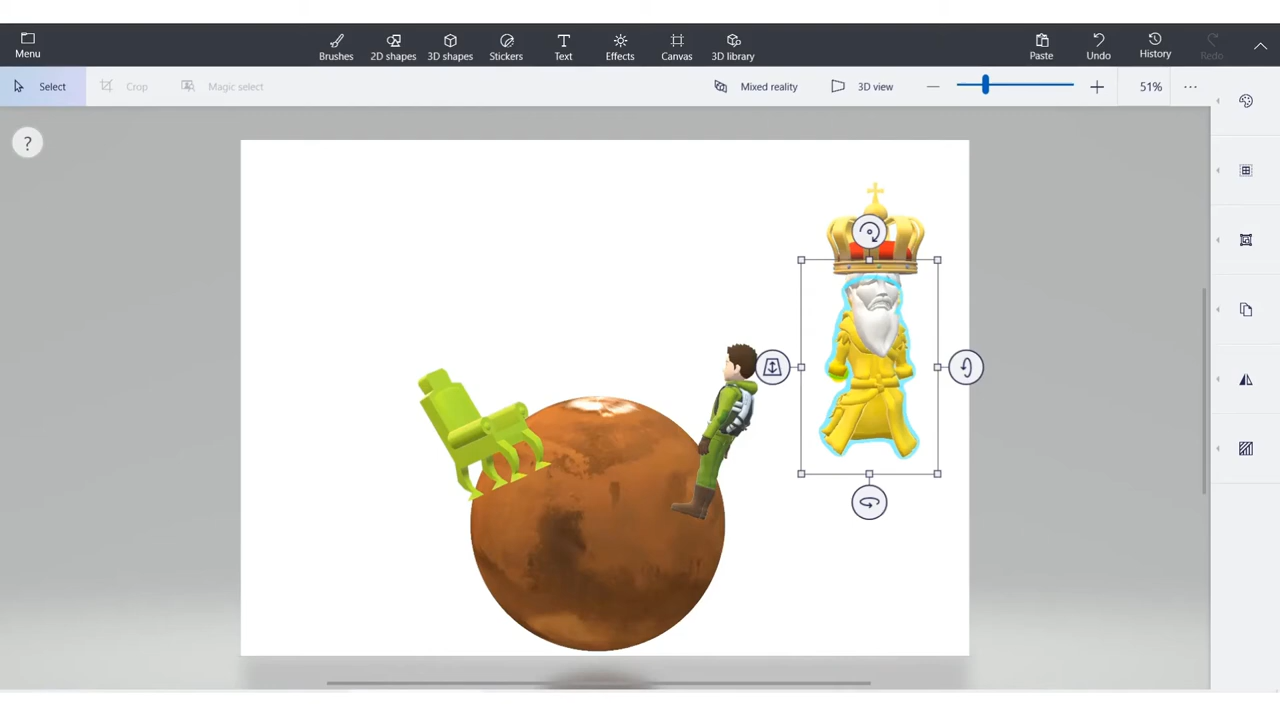 Menu
Brushes
2D shapes
3D shapes
Stickers
Text
Effects
Canvas
3D library
Paste
Undo
History
Redo
Select
Crop
Magic select
Mixed reality
3D view
51%
?